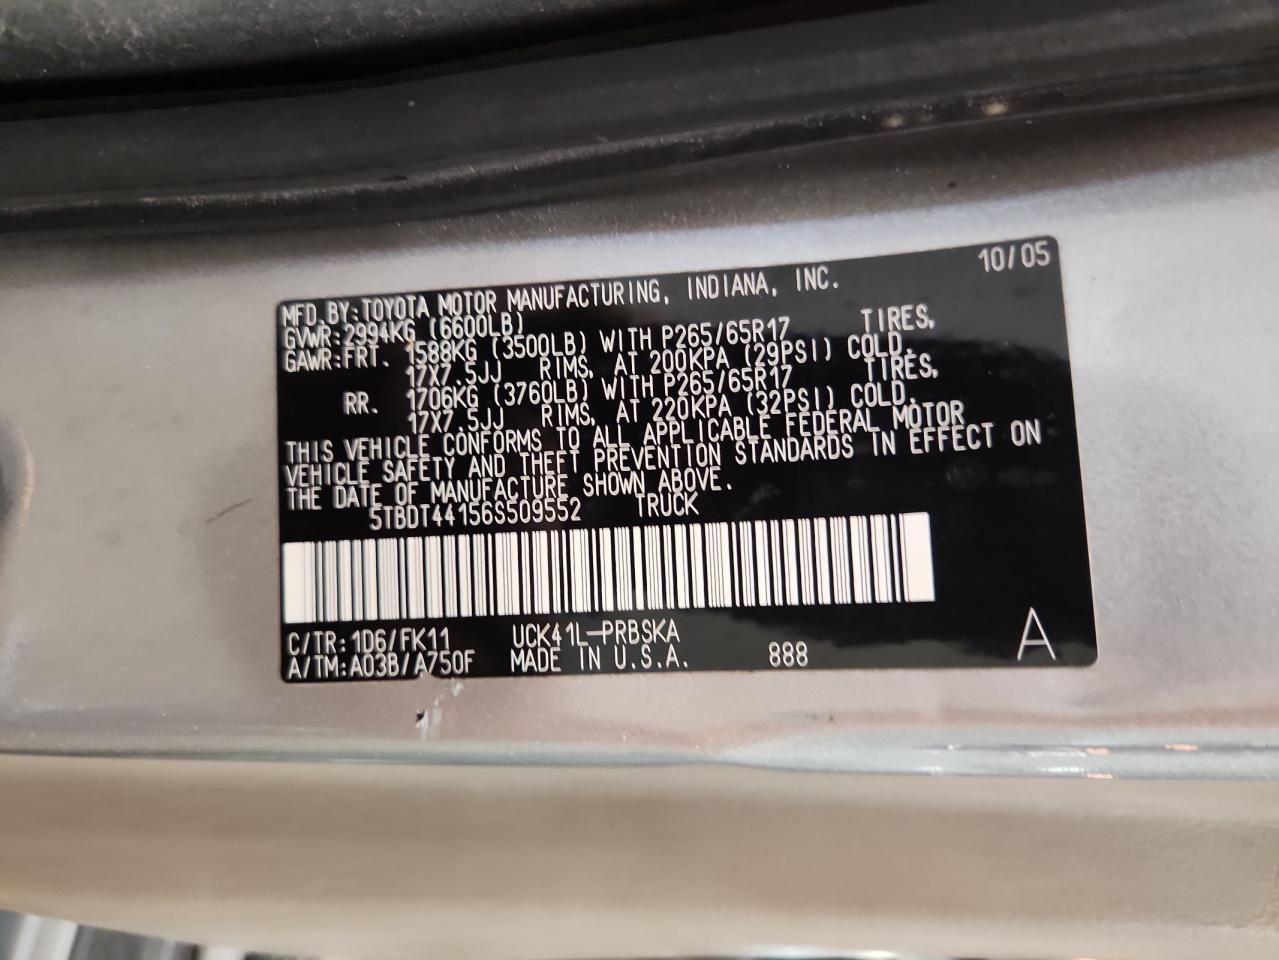 10/05
MFD.BY:TOYOTA MOTOR MANUFACTURING, INDIANA, INC.
GVWR:2994KG (6600LB)
GAWR:FRT. 1588KG (3500LB) WITH P265/65R17 TIRES,
17X7.5JJ RIMS, AT 200KPA (29PSI) COLD.
RR. 1706KG (3760LB) WITH P265/65R17 TIRES,
17X7.5JJ RIMS, AT 220KPA (32PSI) COLD.
THIS VEHICLE CONFORMS TO ALL APPLICABLE FEDERAL MOTOR
VEHICLE SAFETY AND THEFT PREVENTION STANDARDS IN EFFECT ON
THE DATE OF MANUFACTURE SHOWN ABOVE.
5TBDT44156S509552 TRUCK
C/TR:1D6/FK11 UCK41L-PRBSKA
A/TM:A03B/A750F MADE IN U.S.A. 888 A